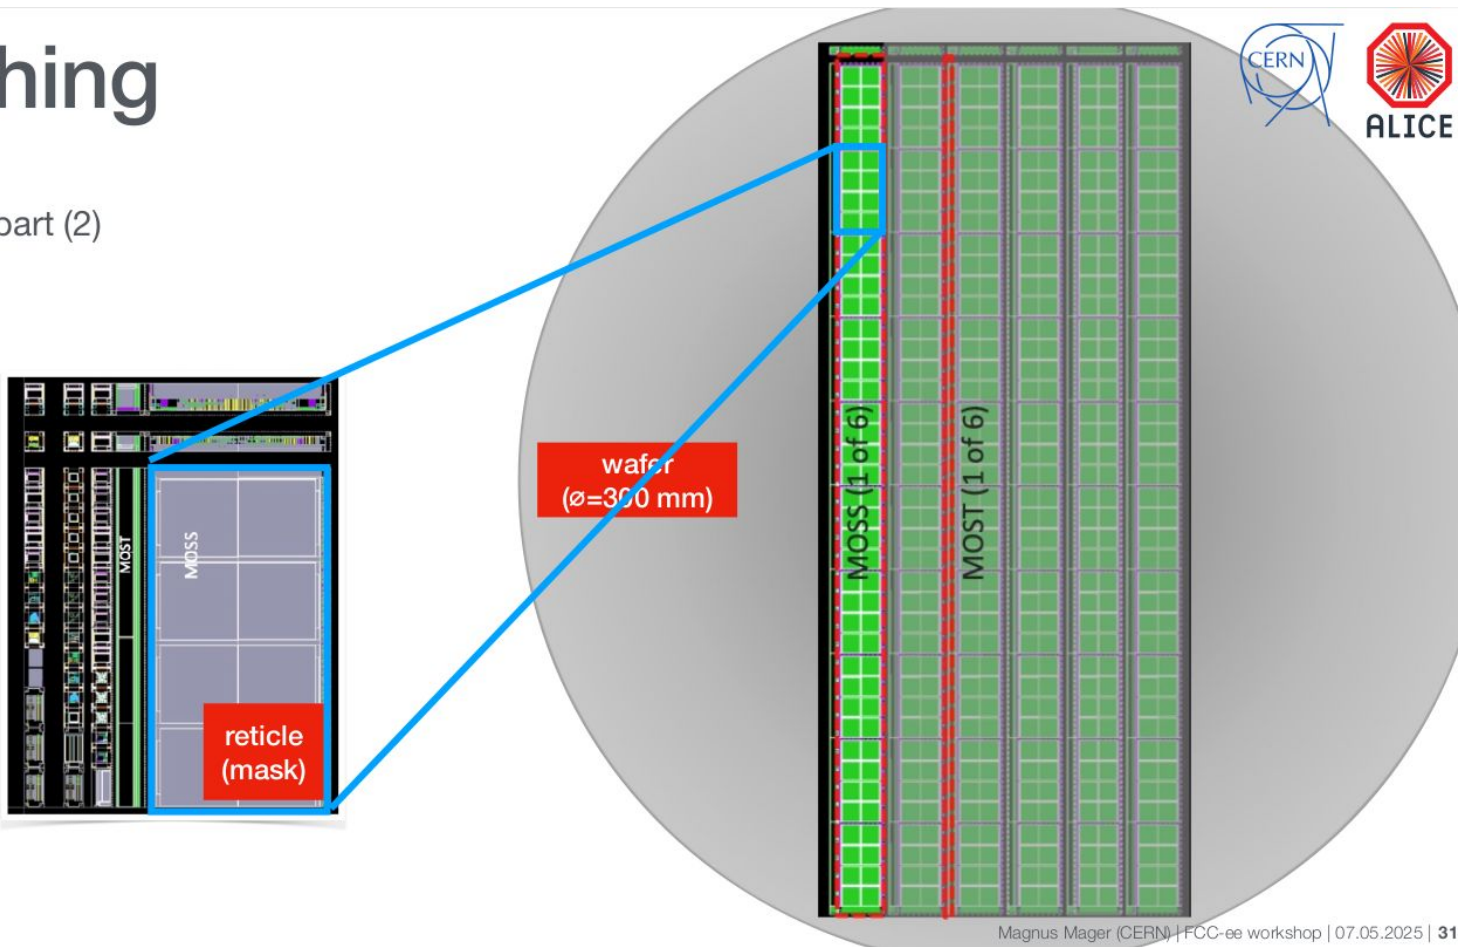 hing
part (2)
CERN
ALICE
wafer
(⌀=300 mm)
MOSS (1 of 6)
MOST (1 of 6)
MOST
MOSS
reticle
(mask)
Magnus Mager (CERN) | FCC-ee workshop | 07.05.2025 | 31